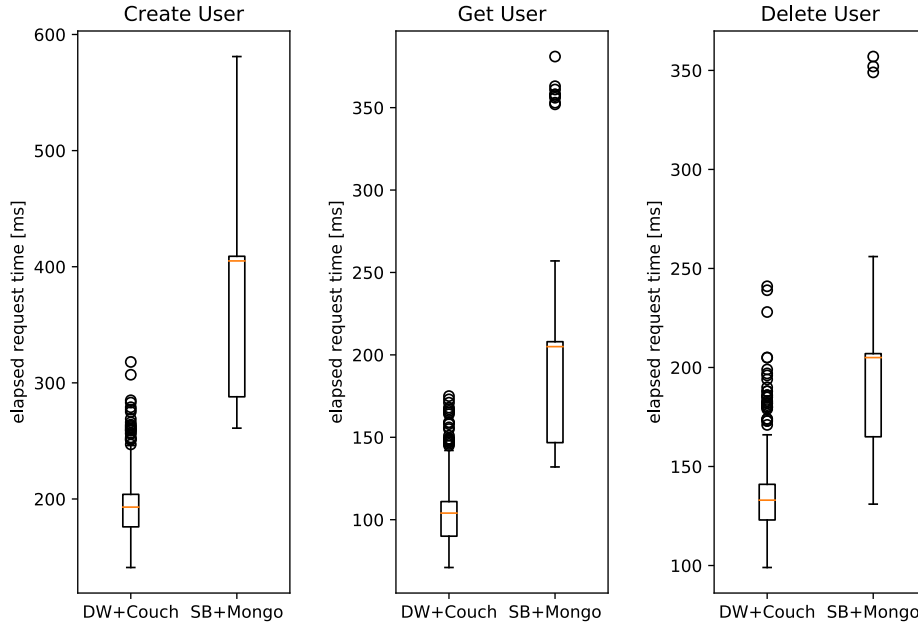 Create User
Get User
Delete User
elapsed request time [ms]
600
500
400
300
200
DW+Couch SB+Mongo
elapsed request time [ms]
350
300
250
200
150
100
DW+Couch SB+Mongo
elapsed request time [ms]
350
300
250
200
150
100
DW+Couch SB+Mongo